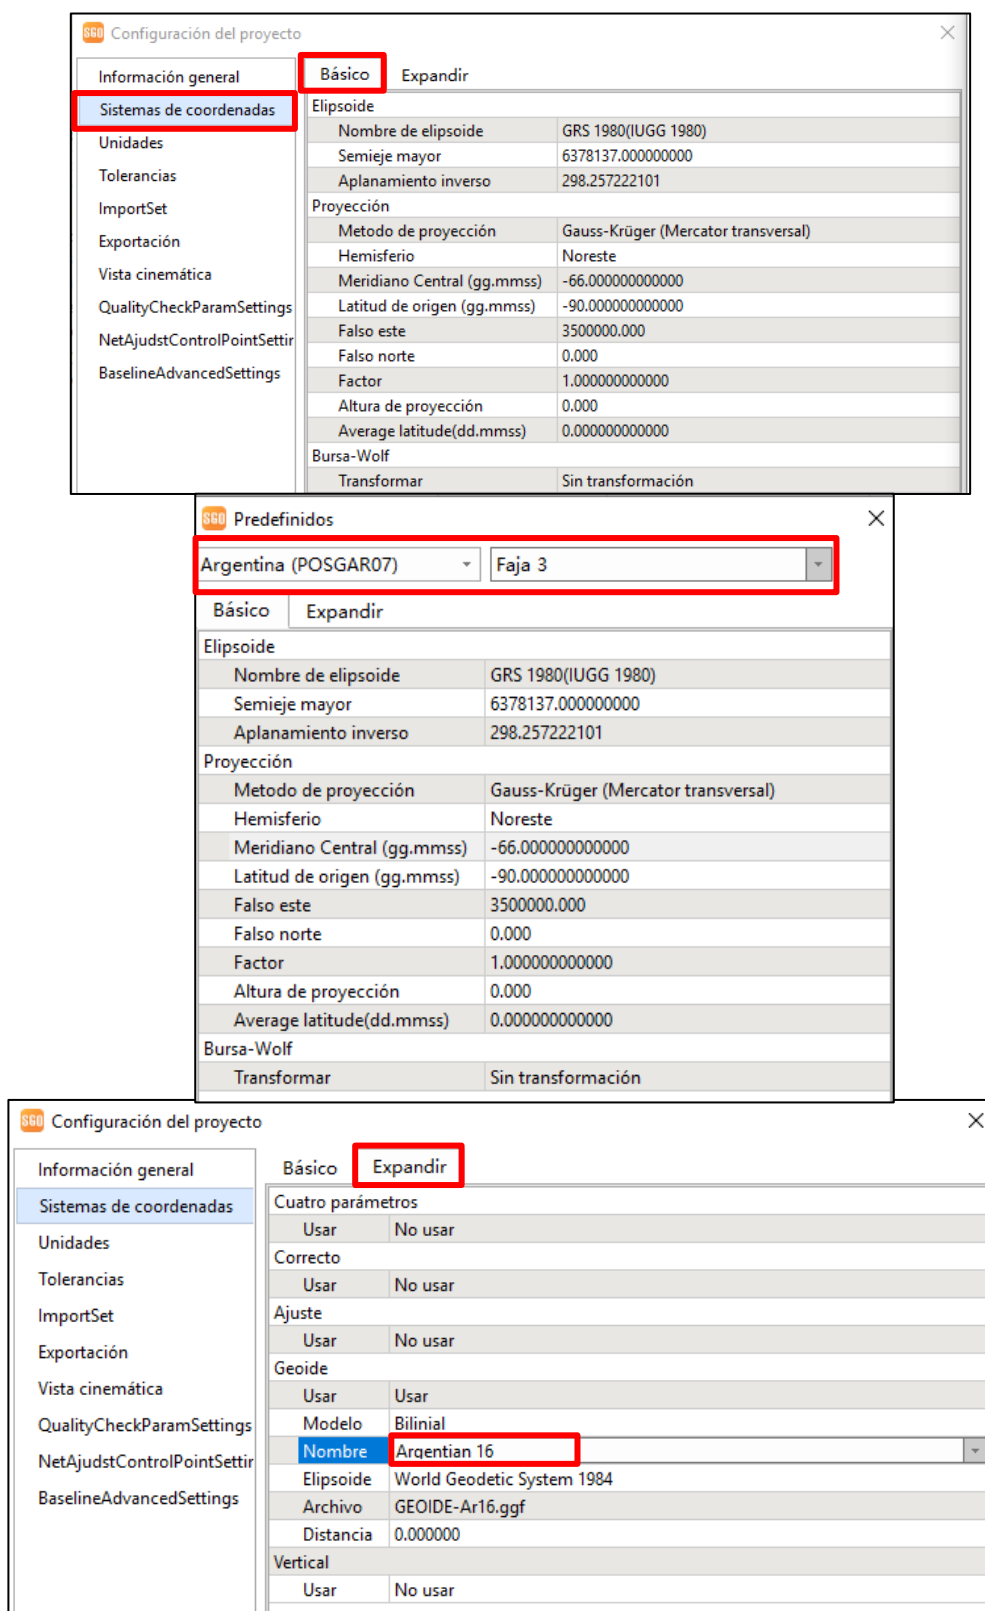 SGO Configuración del proyecto
Información general
Sistemas de coordenadas
Unidades
Tolerancias
ImportSet
Exportación
Vista cinemática
QualityCheckParamSettings
NetAjudstControlPointSettir
BaselineAdvancedSettings
Básico Expandir
Elipsoide
Nombre de elipsoide GRS 1980(IUGG 1980)
Semieje mayor 6378137.000000000
Aplanamiento inverso 298.257222101
Proyección
Metodo de proyección Gauss-Krüger (Mercator transversal)
Hemisferio Noreste
Meridiano Central (gg.mmss) -66.000000000000
Latitud de origen (gg.mmss) -90.000000000000
Falso este 3500000.000
Falso norte 0.000
Factor 1.000000000000
Altura de proyección 0.000
Average latitude(dd.mmss) 0.000000000000
Bursa-Wolf
Transformar Sin transformación
SGO Predefinidos
Argentina (POSGAR07) Faja 3
Básico Expandir
Elipsoide
Nombre de elipsoide GRS 1980(IUGG 1980)
Semieje mayor 6378137.000000000
Aplanamiento inverso 298.257222101
Proyección
Metodo de proyección Gauss-Krüger (Mercator transversal)
Hemisferio Noreste
Meridiano Central (gg.mmss) -66.000000000000
Latitud de origen (gg.mmss) -90.000000000000
Falso este 3500000.000
Falso norte 0.000
Factor 1.000000000000
Altura de proyección 0.000
Average latitude(dd.mmss) 0.000000000000
Bursa-Wolf
Transformar Sin transformación
SGO Configuración del proyecto
Información general
Sistemas de coordenadas
Unidades
Tolerancias
ImportSet
Exportación
Vista cinemática
QualityCheckParamSettings
NetAjudstControlPointSettir
BaselineAdvancedSettings
Básico Expandir
Cuatro parámetros
Usar No usar
Correcto
Usar No usar
Ajuste
Usar No usar
Geoide
Usar Usar
Modelo Bilinial
Nombre Argentian 16
Elipsoide World Geodetic System 1984
Archivo GEOIDE-Ar16.ggf
Distancia 0.000000
Vertical
Usar No usar